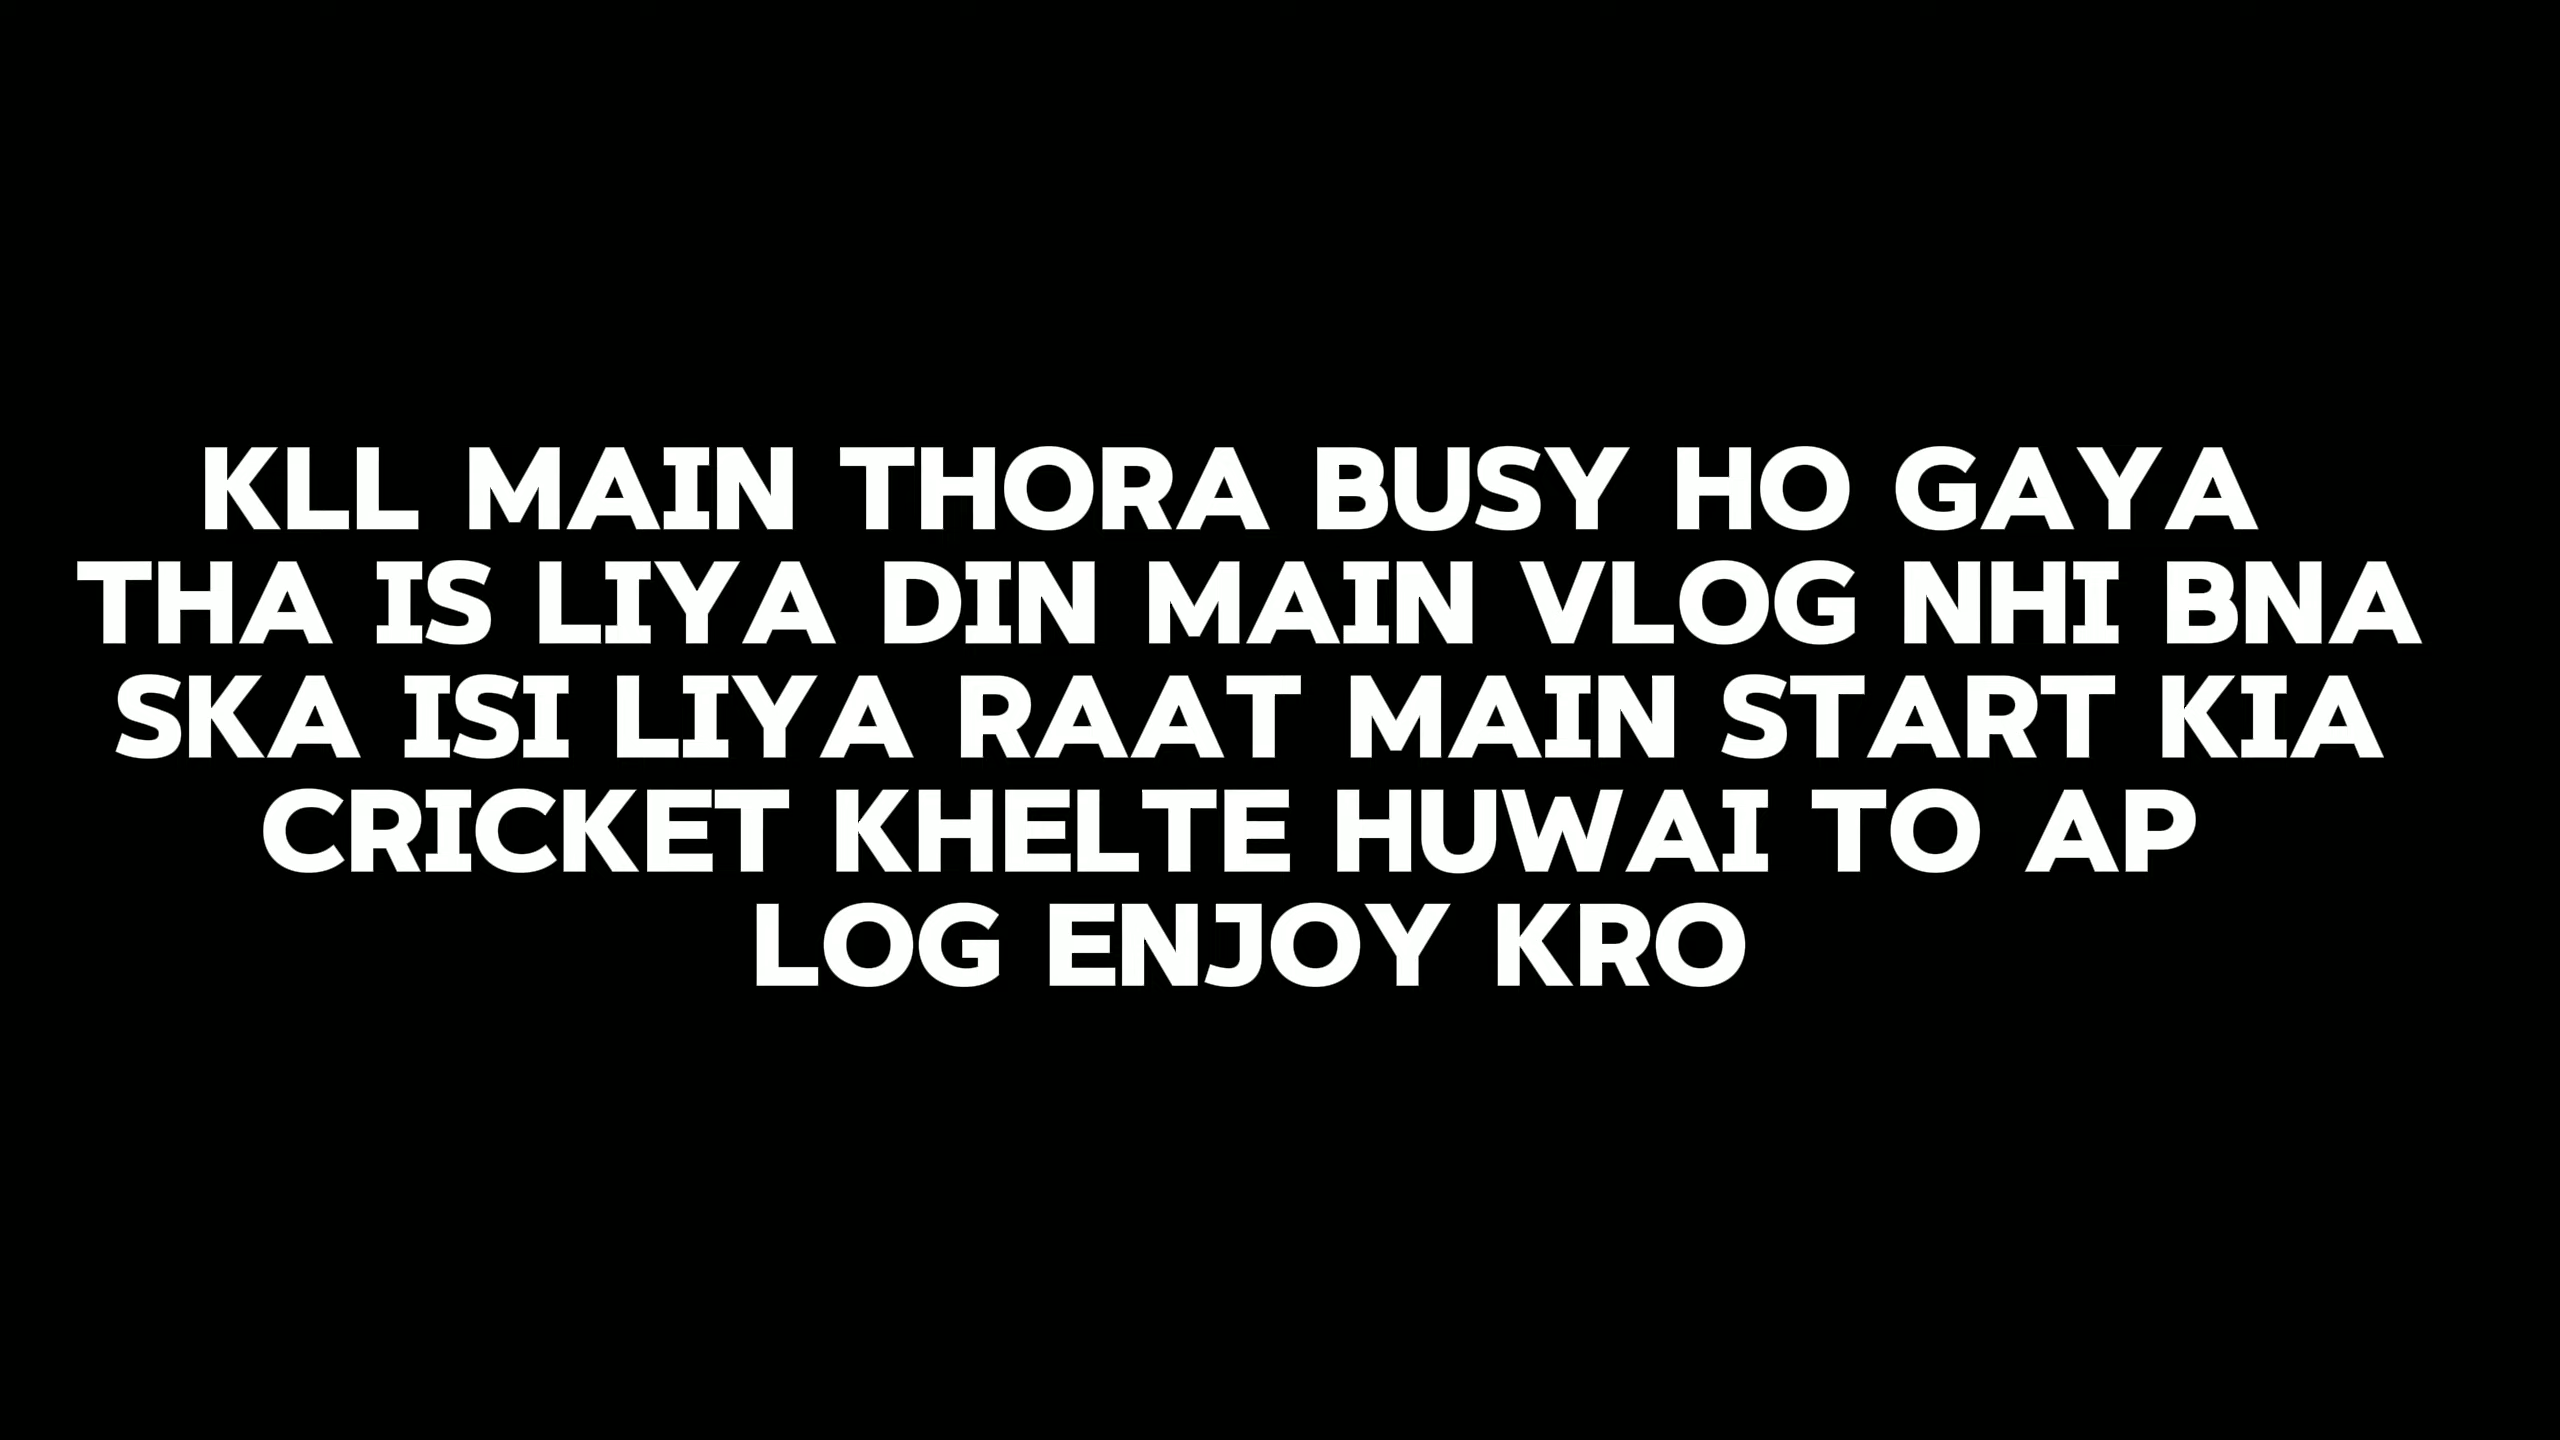 KLL MAIN THORA BUSY HO GAYA
THA IS LIYA DIN MAIN VLOG NHI BNA
SKA ISI LIYA RAAT MAIN START KIA
CRICKET KHELTE HUWAI TO AP
LOG ENJOY KRO